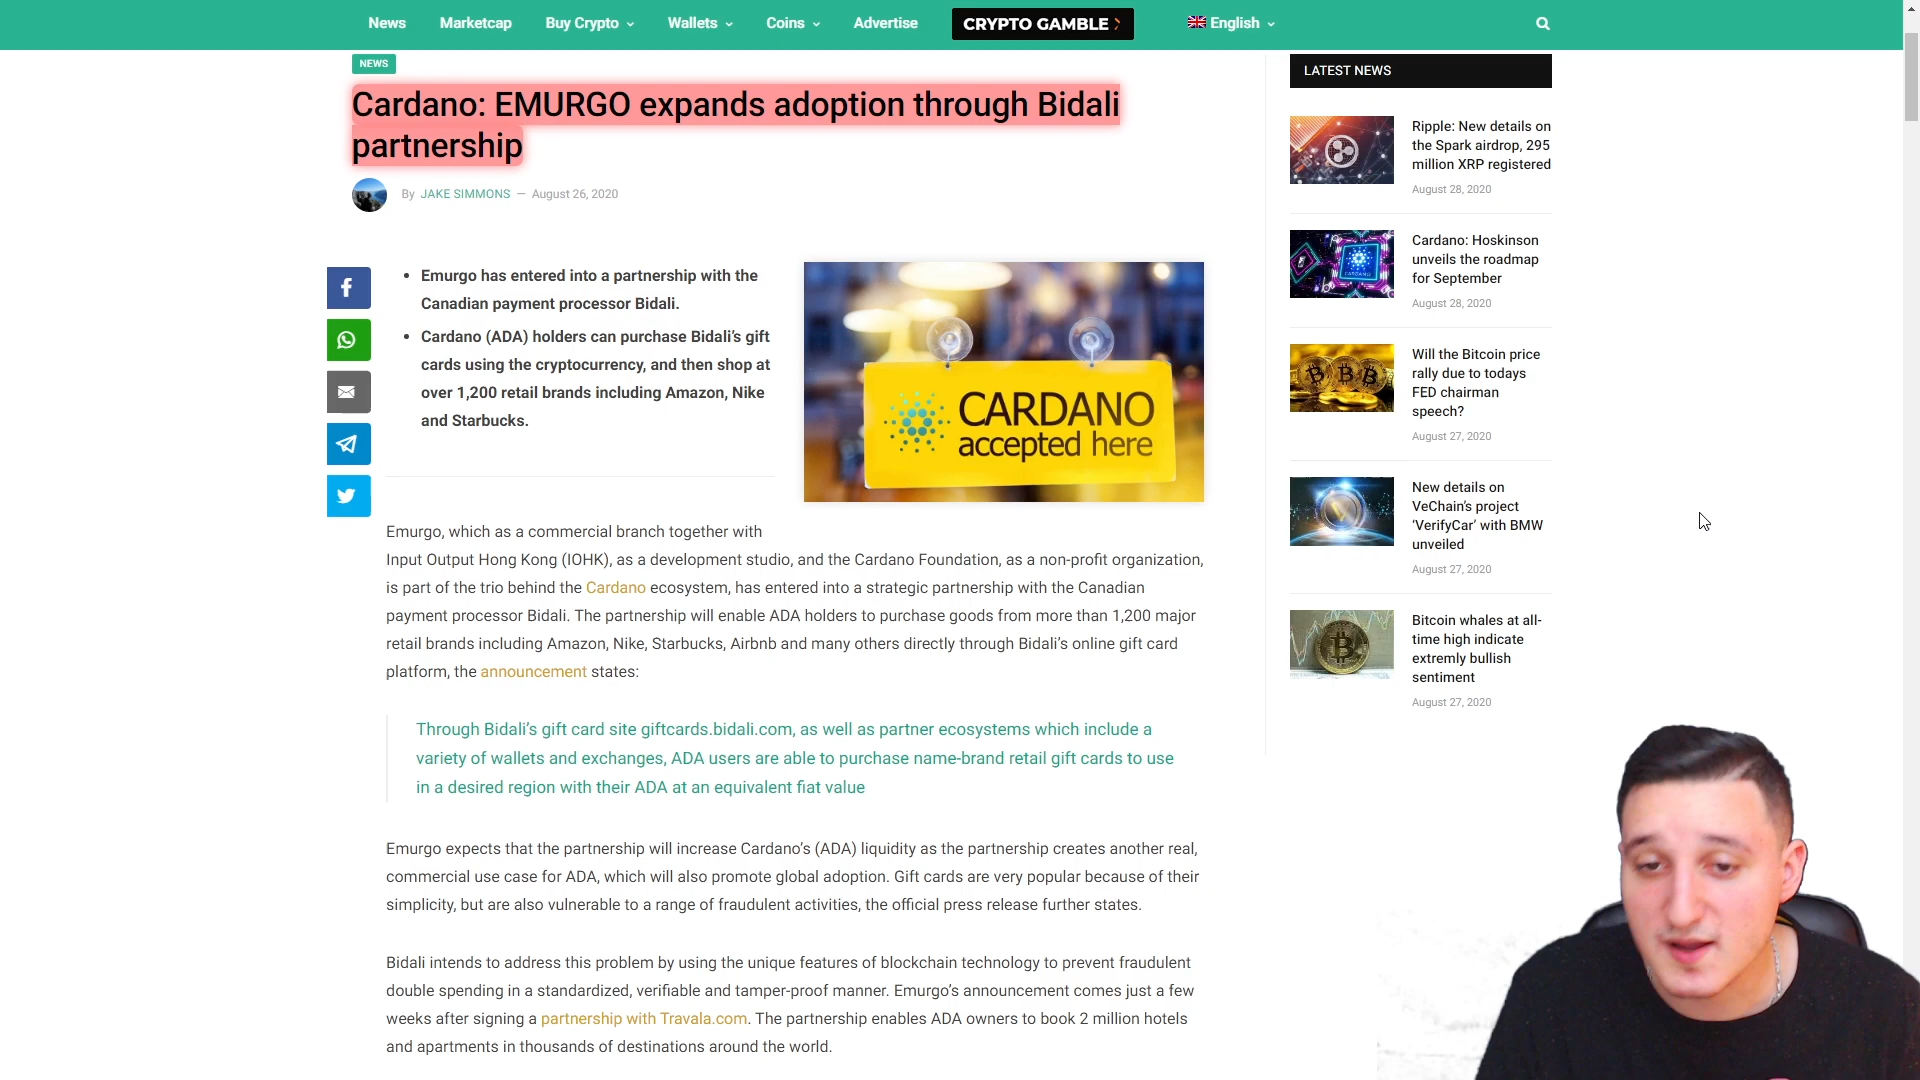 News
Marketcap
Buy Crypto
Wallets
Coins
Advertise
CRYPTO GAMBLE
English
NEWS
Cardano: EMURGO expands adoption through Bidali
partnership
By JAKE SIMMONS — August 26, 2020
• Emurgo has entered into a partnership with the
Canadian payment processor Bidali.
• Cardano (ADA) holders can purchase Bidali’s gift
cards using the cryptocurrency, and then shop at
over 1,200 retail brands including Amazon, Nike
and Starbucks.
CARDANO
accepted here
Emurgo, which as a commercial branch together with
Input Output Hong Kong (IOHK), as a development studio, and the Cardano Foundation, as a non-profit organization,
is part of the trio behind the Cardano ecosystem, has entered into a strategic partnership with the Canadian
payment processor Bidali. The partnership will enable ADA holders to purchase goods from more than 1,200 major
retail brands including Amazon, Nike, Starbucks, Airbnb and many others directly through Bidali’s online gift card
platform, the announcement states:
Through Bidali’s gift card site giftcards.bidali.com, as well as partner ecosystems which include a
variety of wallets and exchanges, ADA users are able to purchase name-brand retail gift cards to use
in a desired region with their ADA at an equivalent fiat value
Emurgo expects that the partnership will increase Cardano’s (ADA) liquidity as the partnership creates another real,
commercial use case for ADA, which will also promote global adoption. Gift cards are very popular because of their
simplicity, but are also vulnerable to a range of fraudulent activities, the official press release further states.
Bidali intends to address this problem by using the unique features of blockchain technology to prevent fraudulent
double spending in a standardized, verifiable and tamper-proof manner. Emurgo’s announcement comes just a few
weeks after signing a partnership with Travala.com. The partnership enables ADA owners to book 2 million hotels
and apartments in thousands of destinations around the world.
LATEST NEWS
Ripple: New details on
the Spark airdrop, 295
million XRP registered
August 28, 2020
CARDANO
Cardano: Hoskinson
unveils the roadmap
for September
August 28, 2020
Will the Bitcoin price
rally due to todays
FED chairman
speech?
August 27, 2020
New details on
VeChain’s project
‘VerifyCar’ with BMW
unveiled
August 27, 2020
Bitcoin whales at all-
time high indicate
extremly bullish
sentiment
August 27, 2020